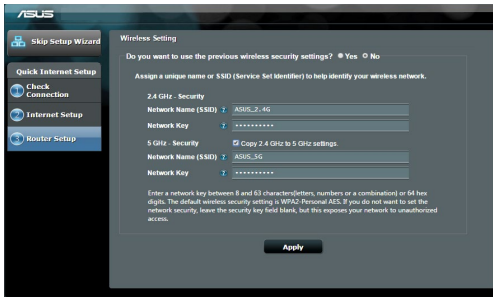 ASUS
Skip Setup Wizard
Quick Internet Setup
1 Check
Connection
2 Internet Setup
3 Router Setup
Wireless Setting
Do you want to use the previous wireless security settings? Yes No
Assign a unique name or SSID (Service Set Identifier) to help identify your wireless network.
2.4 GHz - Security
Network Name (SSID) ? ASUS_2.4G
Network Key ? ••••••••••
5 GHz - Security Copy 2.4 GHz to 5 GHz settings.
Network Name (SSID) ? ASUS_5G
Network Key ? ••••••••••
Enter a network key between 8 and 63 characters(letters, numbers or a combination) or 64 hex
digits. The default wireless security setting is WPA2-Personal AES. If you do not want to set the
network security, leave the security key field blank, but this exposes your network to unauthorized
access.
Apply